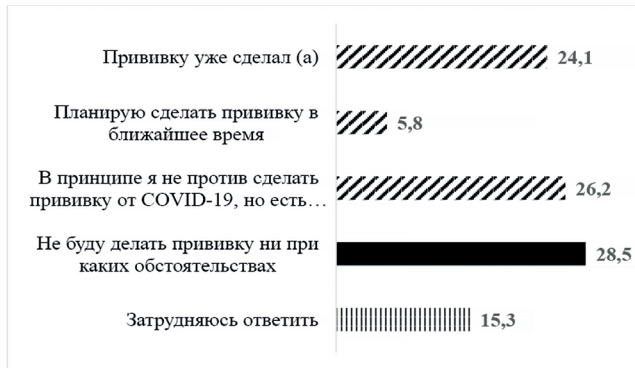 Прививку уже сделал (а)
24,1
Планирую сделать прививку в
ближайшее время
5,8
В принципе я не против сделать
прививку от COVID-19, но есть…
26,2
Не буду делать прививку ни при
каких обстоятельствах
28,5
Затрудняюсь ответить
15,3